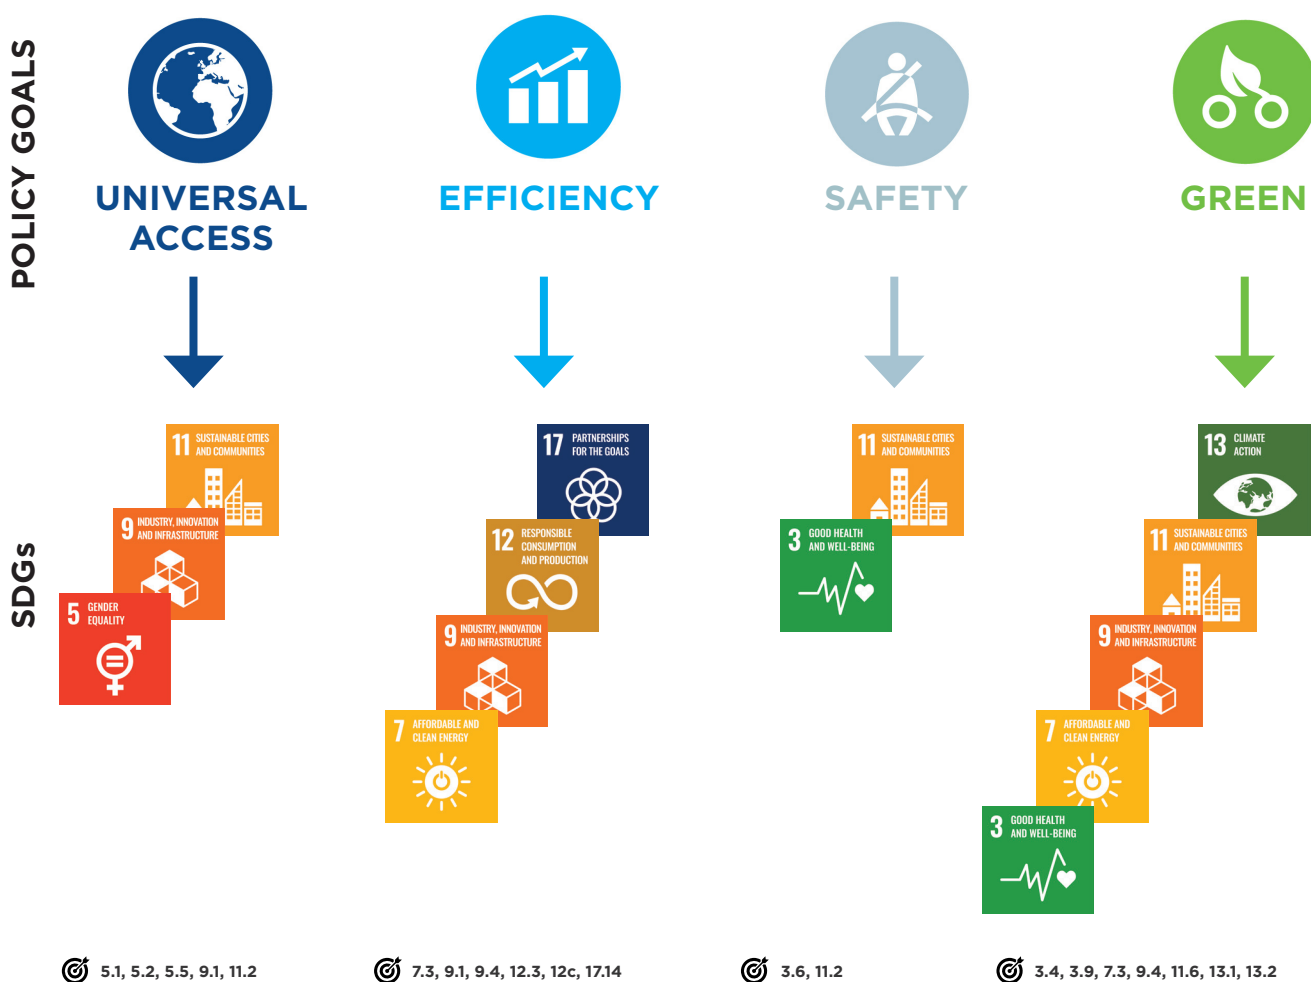 POLICY GOALS
UNIVERSAL
ACCESS
EFFICIENCY
SAFETY
GREEN
SDGs
11 SUSTAINABLE CITIES
AND COMMUNITIES
9 INDUSTRY, INNOVATION
AND INFRASTRUCTURE
5 GENDER
EQUALITY
17 PARTNERSHIPS
FOR THE GOALS
12 RESPONSIBLE
CONSUMPTION
AND PRODUCTION
9 INDUSTRY, INNOVATION
AND INFRASTRUCTURE
7 AFFORDABLE AND
CLEAN ENERGY
11 SUSTAINABLE CITIES
AND COMMUNITIES
3 GOOD HEALTH
AND WELL-BEING
13 CLIMATE
ACTION
11 SUSTAINABLE CITIES
AND COMMUNITIES
9 INDUSTRY, INNOVATION
AND INFRASTRUCTURE
7 AFFORDABLE AND
CLEAN ENERGY
3 GOOD HEALTH
AND WELL-BEING
5.1, 5.2, 5.5, 9.1, 11.2
7.3, 9.1, 9.4, 12.3, 12c, 17.14
3.6, 11.2
3.4, 3.9, 7.3, 9.4, 11.6, 13.1, 13.2